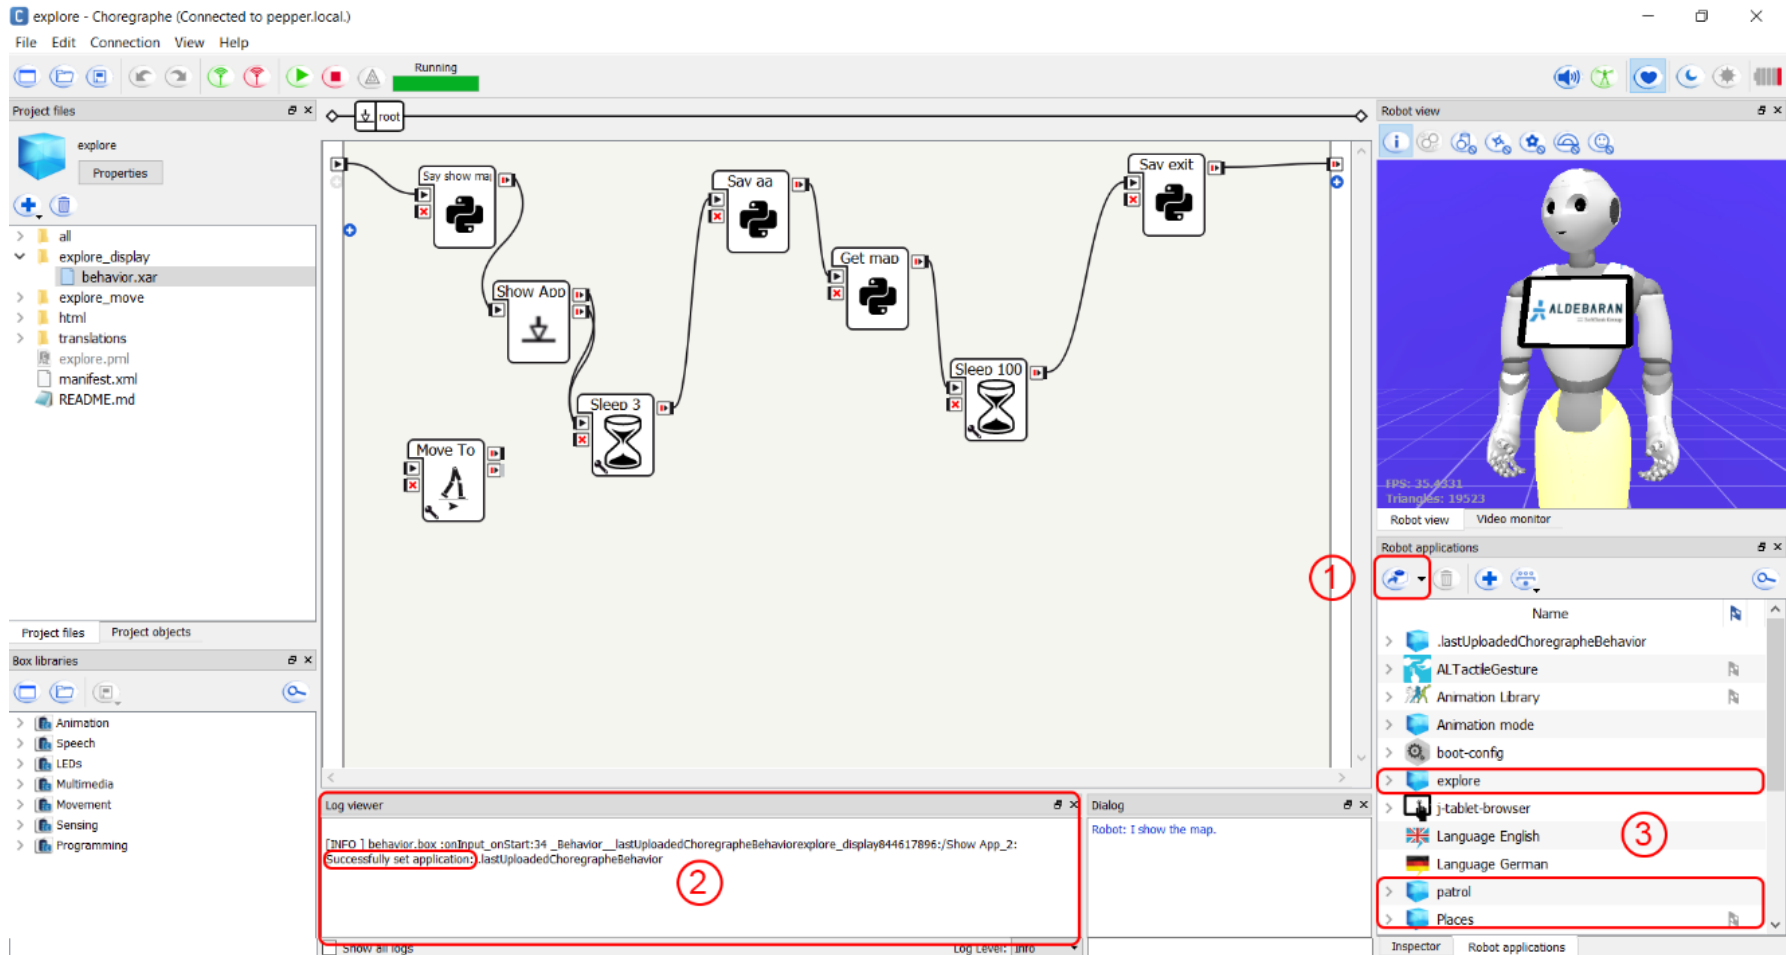 explore - Choregraphe (Connected to pepper.local.)
File Edit Connection View Help
Running
Project files
explore
Properties
all
explore_display
behavior.xar
explore_move
html
translations
explore.pml
manifest.xml
README.md
Project files Project objects
Box libraries
Animation
Speech
LEDs
Multimedia
Movement
Sensing
Programming
root
Say show map
Show App
Sleep 3
Move To
Say aa
Get map
Sleep 100
Say exit
Log viewer
[INFO ] behavior.box :onInput_onStart:34 _Behavior__lastUploadedChoregrapheBehaviorexplore_display844617896:/Show App_2:
Successfully set application: .lastUploadedChoregrapheBehavior
2
Show all logs
Log Level: Info
Dialog
Robot: I show the map.
Robot view
ALDEBARAN
FPS: 35.4331
Triangles: 19523
Robot view Video monitor
Robot applications
1
Name
.lastUploadedChoregrapheBehavior
ALTactileGesture
Animation Library
Animation mode
boot-config
explore
j-tablet-browser
Language English
3
Language German
patrol
Places
Inspector Robot applications